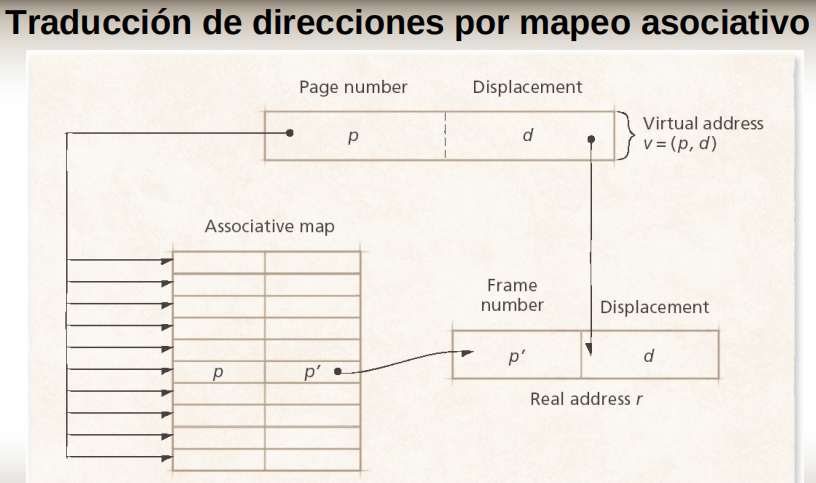 Traducción de direcciones por mapeo asociativo
Page number
Displacement
p
d
Virtual address
v = (p, d)
Associative map
Frame
number
Displacement
p
p′
p′
d
Real address r